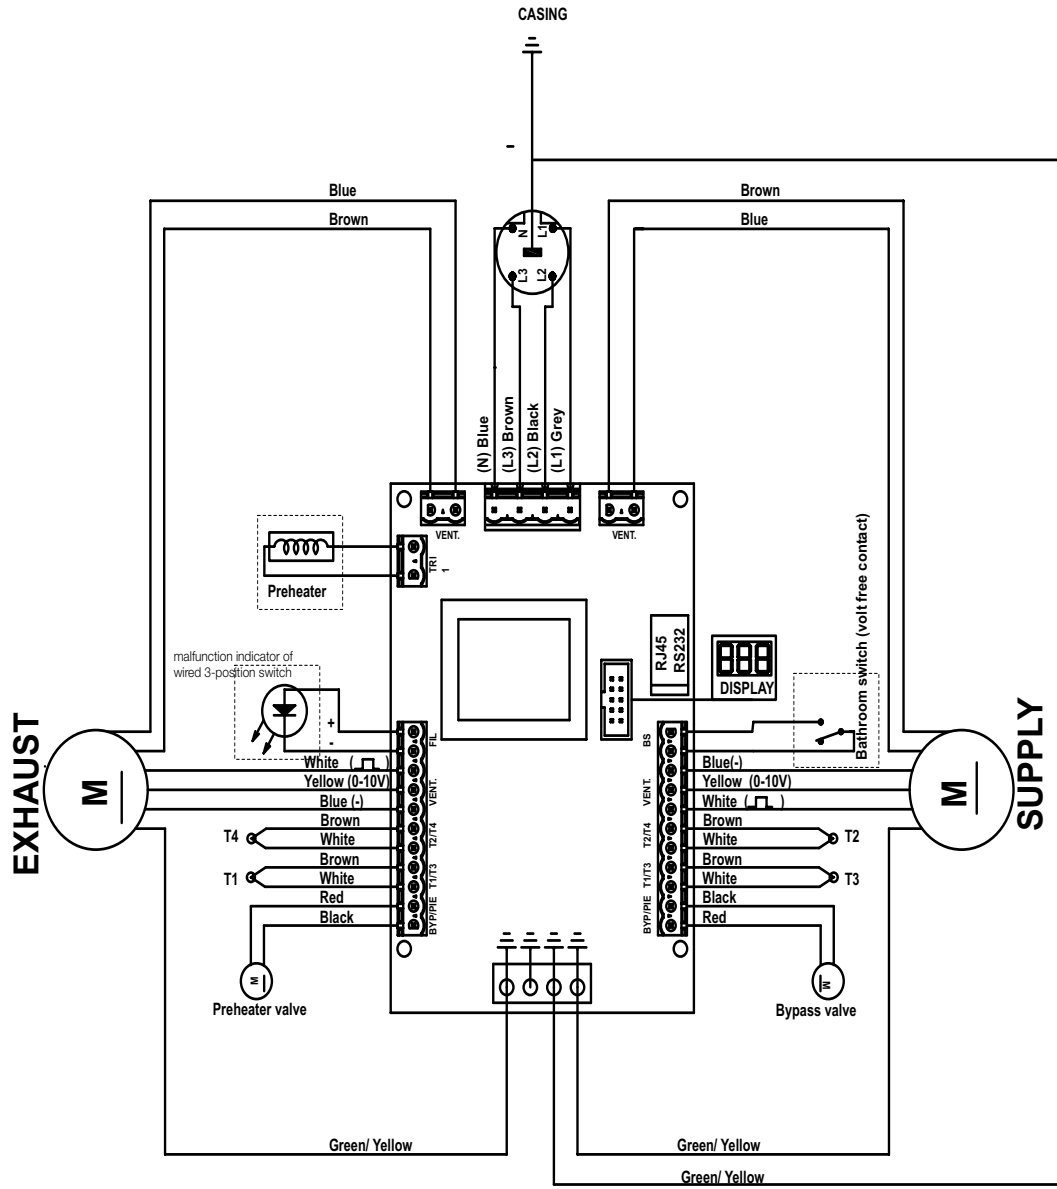 CASING
-
Blue
Brown
Brown
Blue
N
L1
L3
L2
(N) Blue
(L3) Brown
(L2) Black
(L1) Grey
VENT.
VENT.
TRI
1
Preheater
RJ45
RS232
DISPLAY
Bathroom switch (volt free contact)
malfunction indicator of
wired 3-position switch
+
-
EXHAUST
M
SUPPLY
M
FIL
VENT.
T2/T4
T1/T3
BYP/PIE
BS
VENT.
T2/T4
T1/T3
BYP/PIE
White ( )
Yellow (0-10V)
Blue (-)
Brown
White
Brown
White
Red
Black
T4
T1
Blue(-)
Yellow (0-10V)
White ( )
Brown
White
Brown
White
Black
Red
T2
T3
M
Preheater valve
M
Bypass valve
Green/ Yellow
Green/ Yellow
Green/ Yellow